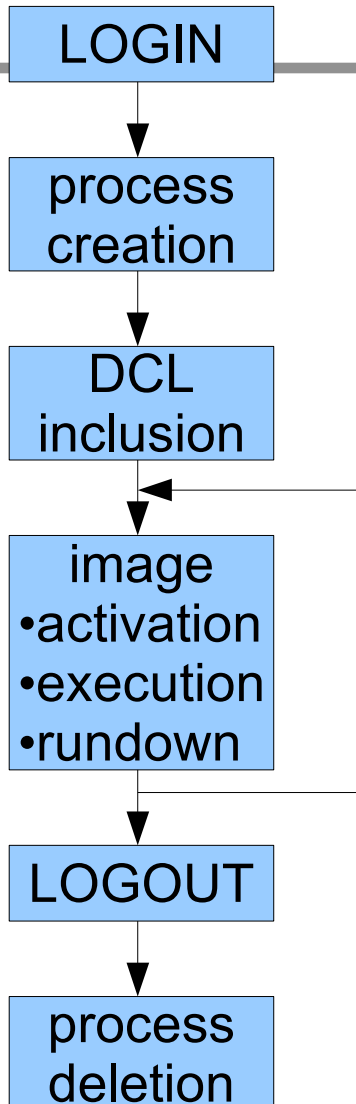 LOGIN
process
creation
DCL
inclusion
image
•activation
•execution
•rundown
LOGOUT
process
deletion